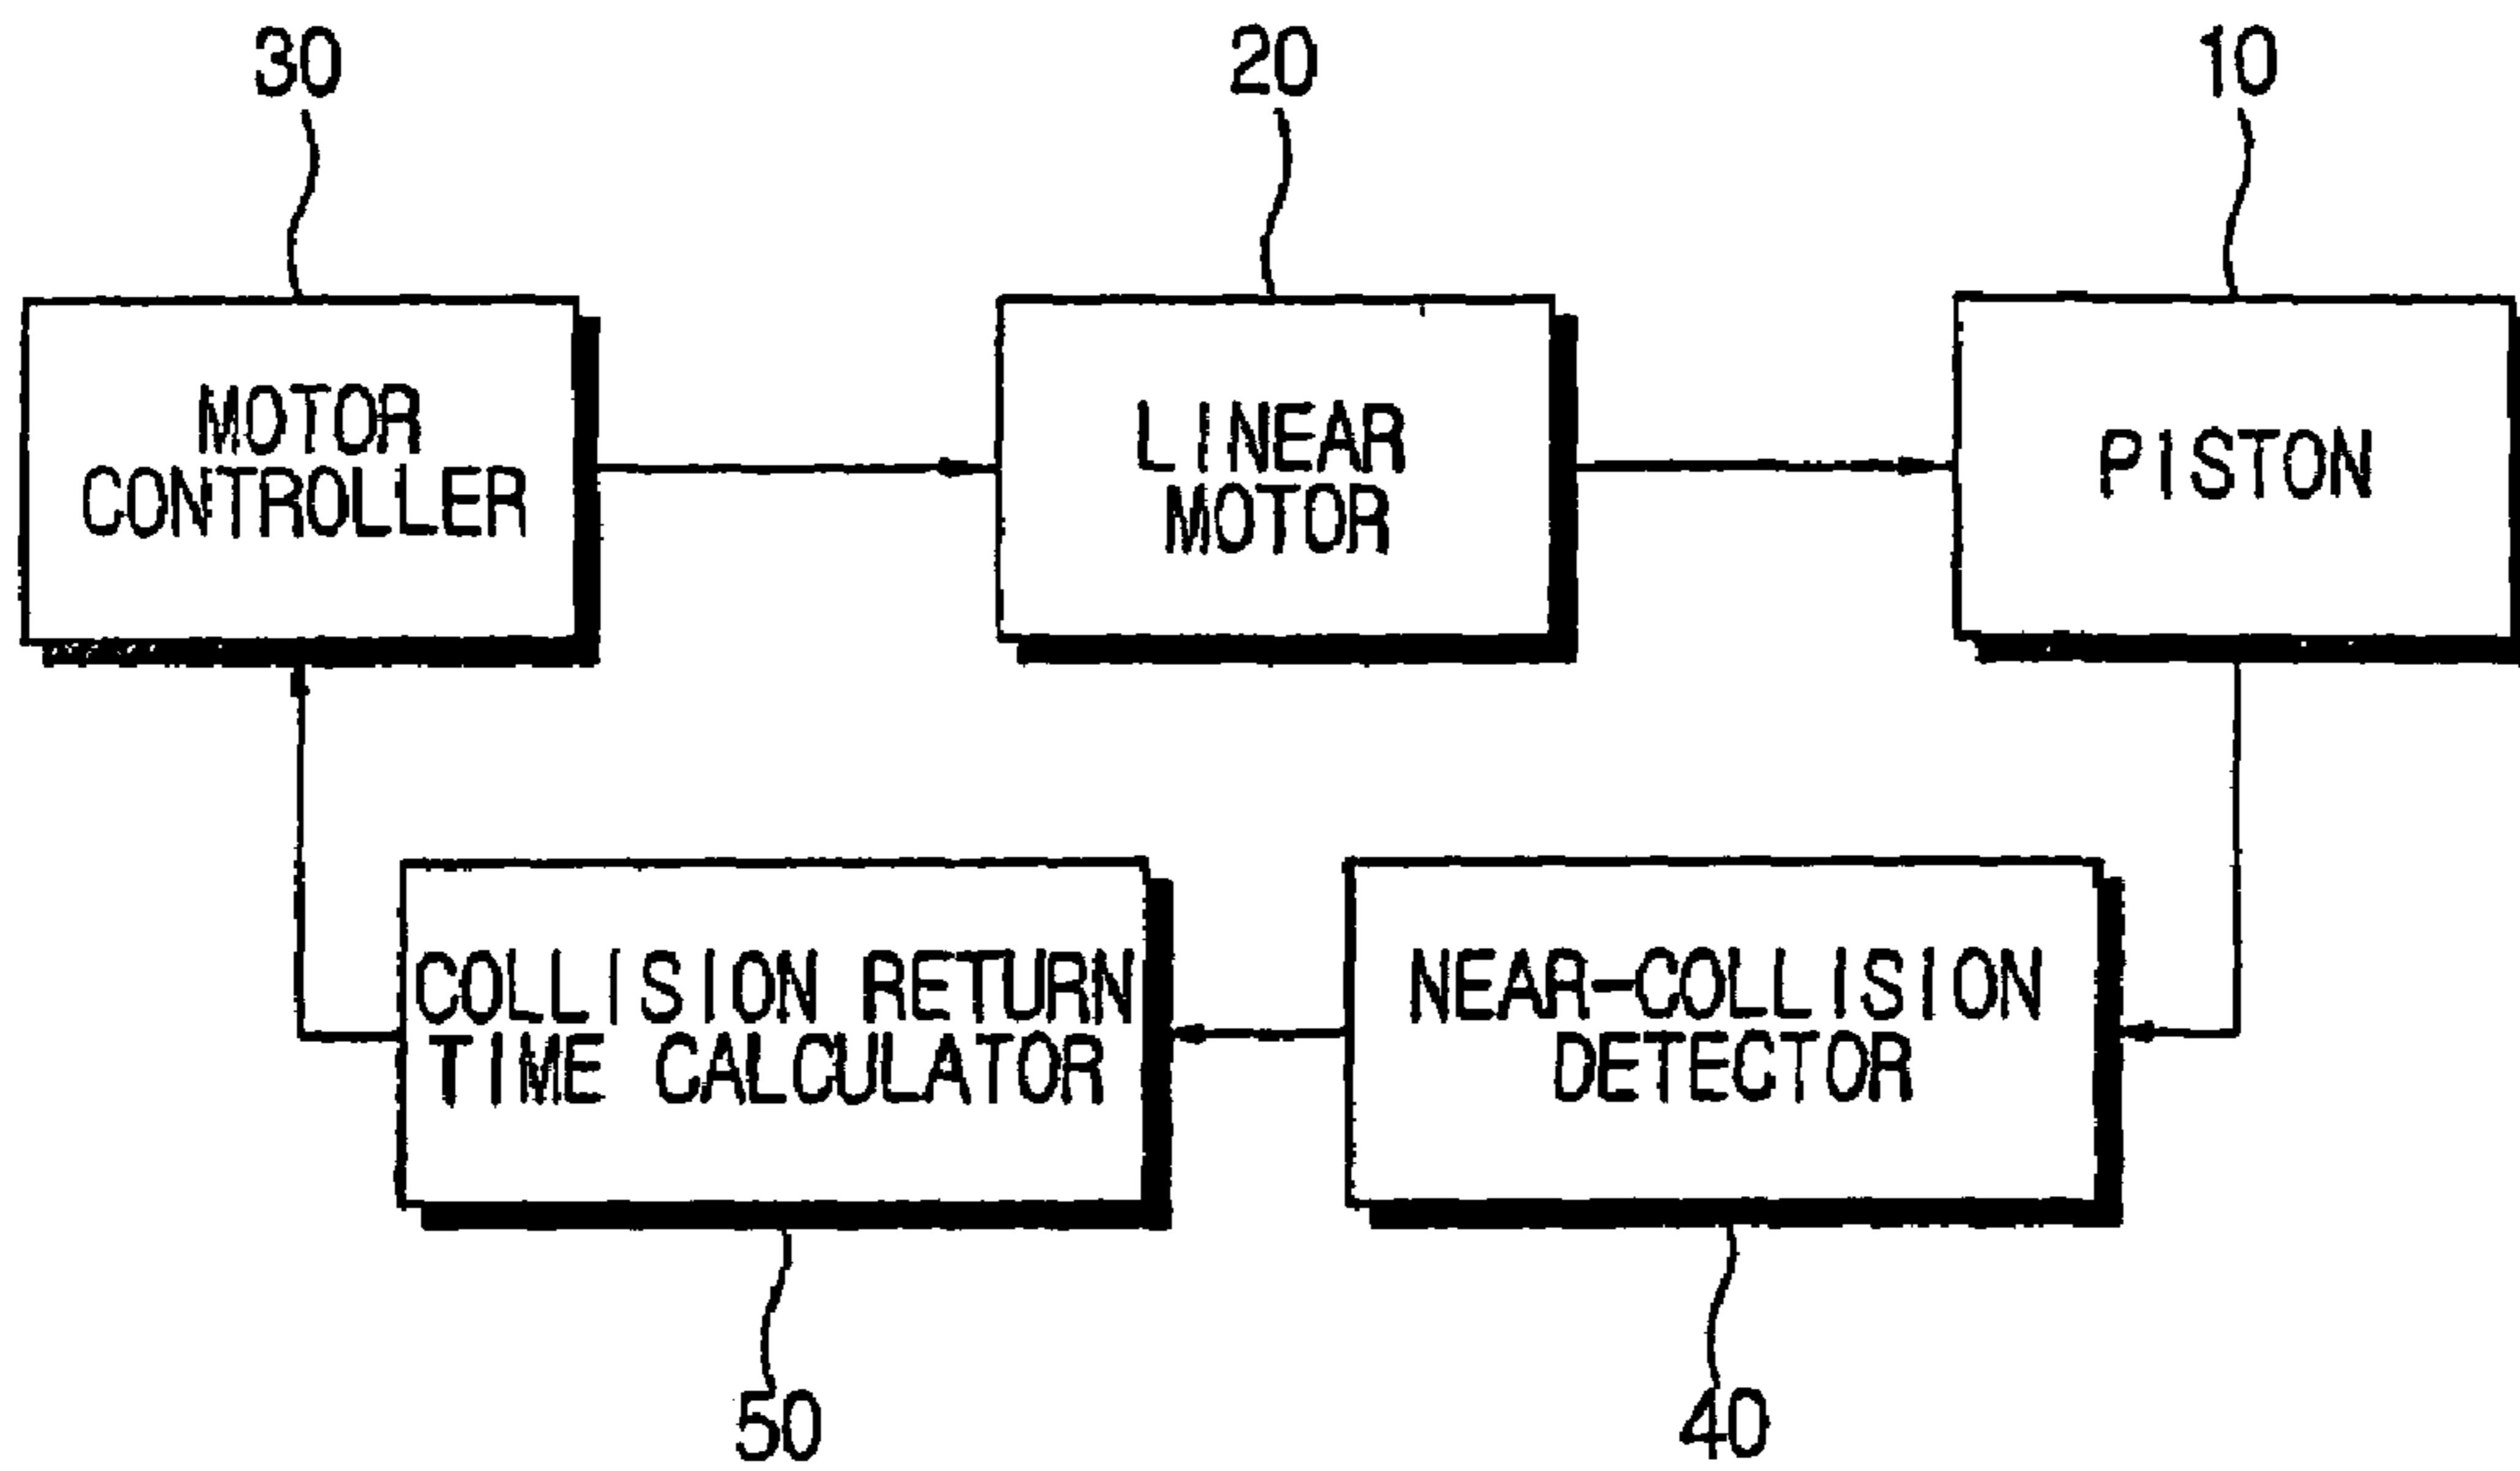 30
20
10
MOTOR
CONTROLLER
LINEAR
MOTOR
PISTON
COLLISION RETURN
TIME CALCULATOR
NEAR-COLLISION
DETECTOR
50
40